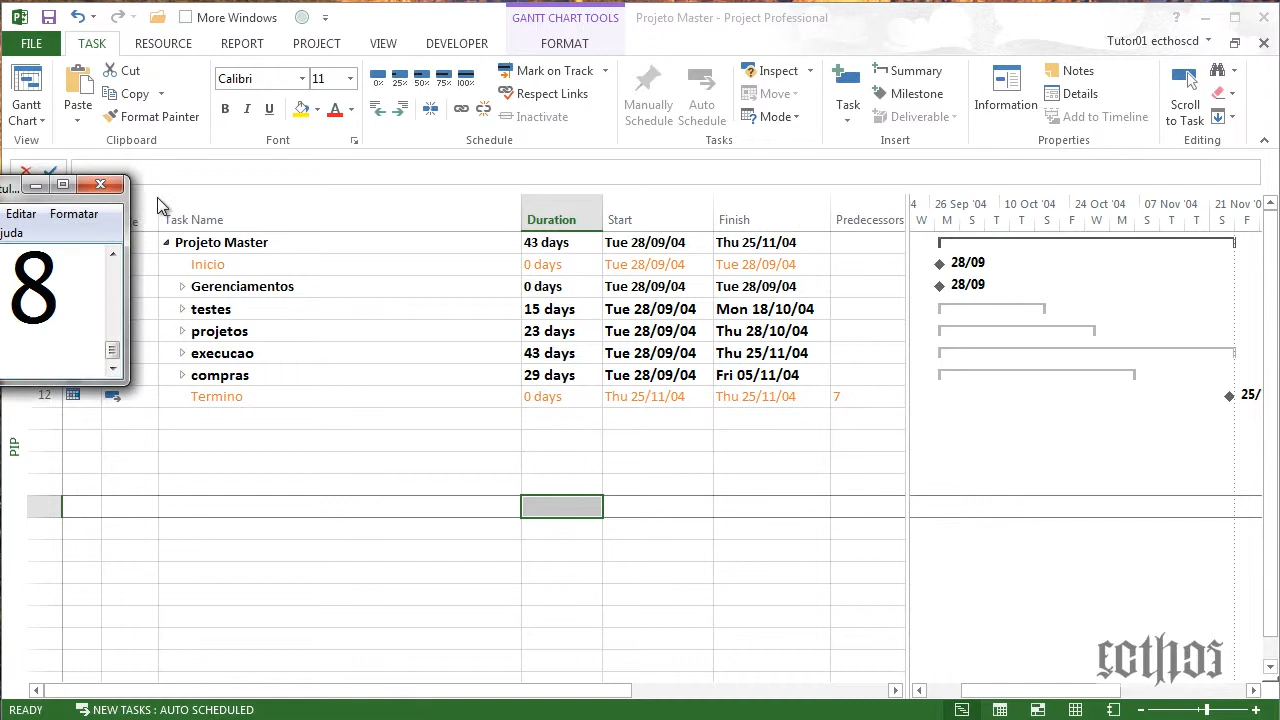 More Windows
GANTT CHART TOOLS
Projeto Master - Project Professional
FILE TASK RESOURCE REPORT PROJECT VIEW DEVELOPER FORMAT
Tutor01 ecthoscd
Gantt Chart
View
Paste
Cut
Copy
Format Painter
Clipboard
Calibri 11
B I U A
Font
0% 25% 50% 75% 100%
Mark on Track
Respect Links
Inactivate
Schedule
Manually Schedule
Auto Schedule
Inspect
Move
Mode
Tasks
Task
Summary
Milestone
Deliverable
Insert
Information
Notes
Details
Add to Timeline
Properties
Scroll to Task
Editing
Editar Formatar
juda
8
Task Name Duration Start Finish Predecessors
4 26 Sep '04 10 Oct '04 24 Oct '04 07 Nov '04 21 Nov '0
W M S T T S F W M S T T S F
Projeto Master 43 days Tue 28/09/04 Thu 25/11/04
Inicio 0 days Tue 28/09/04 Tue 28/09/04 28/09
Gerenciamentos 0 days Tue 28/09/04 Tue 28/09/04 28/09
testes 15 days Tue 28/09/04 Mon 18/10/04
projetos 23 days Tue 28/09/04 Thu 28/10/04
execucao 43 days Tue 28/09/04 Thu 25/11/04
compras 29 days Tue 28/09/04 Fri 05/11/04
12 Termino 0 days Thu 25/11/04 Thu 25/11/04 7 25/
PIP
ecthos
READY NEW TASKS : AUTO SCHEDULED